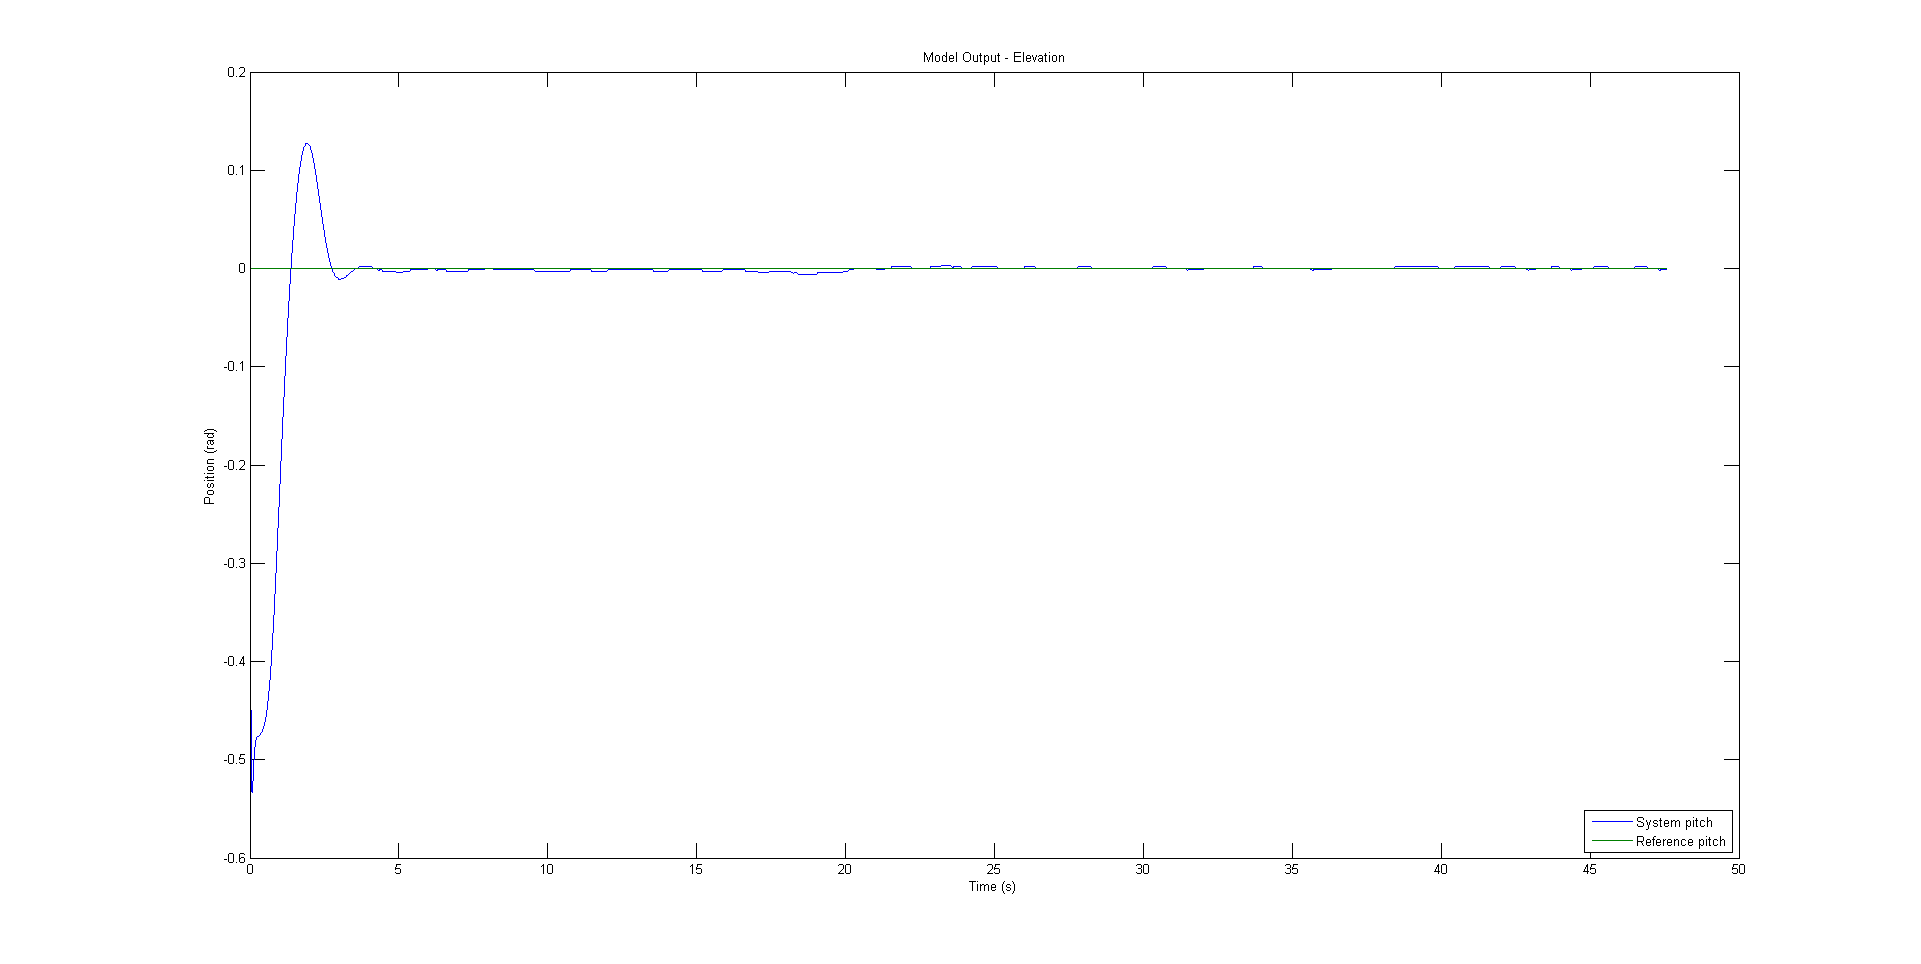 Model Output - Elevation
0.2
0.1
0
-0.1
-0.2
-0.3
-0.4
-0.5
-0.6
Position (rad)
0 5 10 15 20 25 30 35 40 45 50
Time (s)
System pitch
Reference pitch